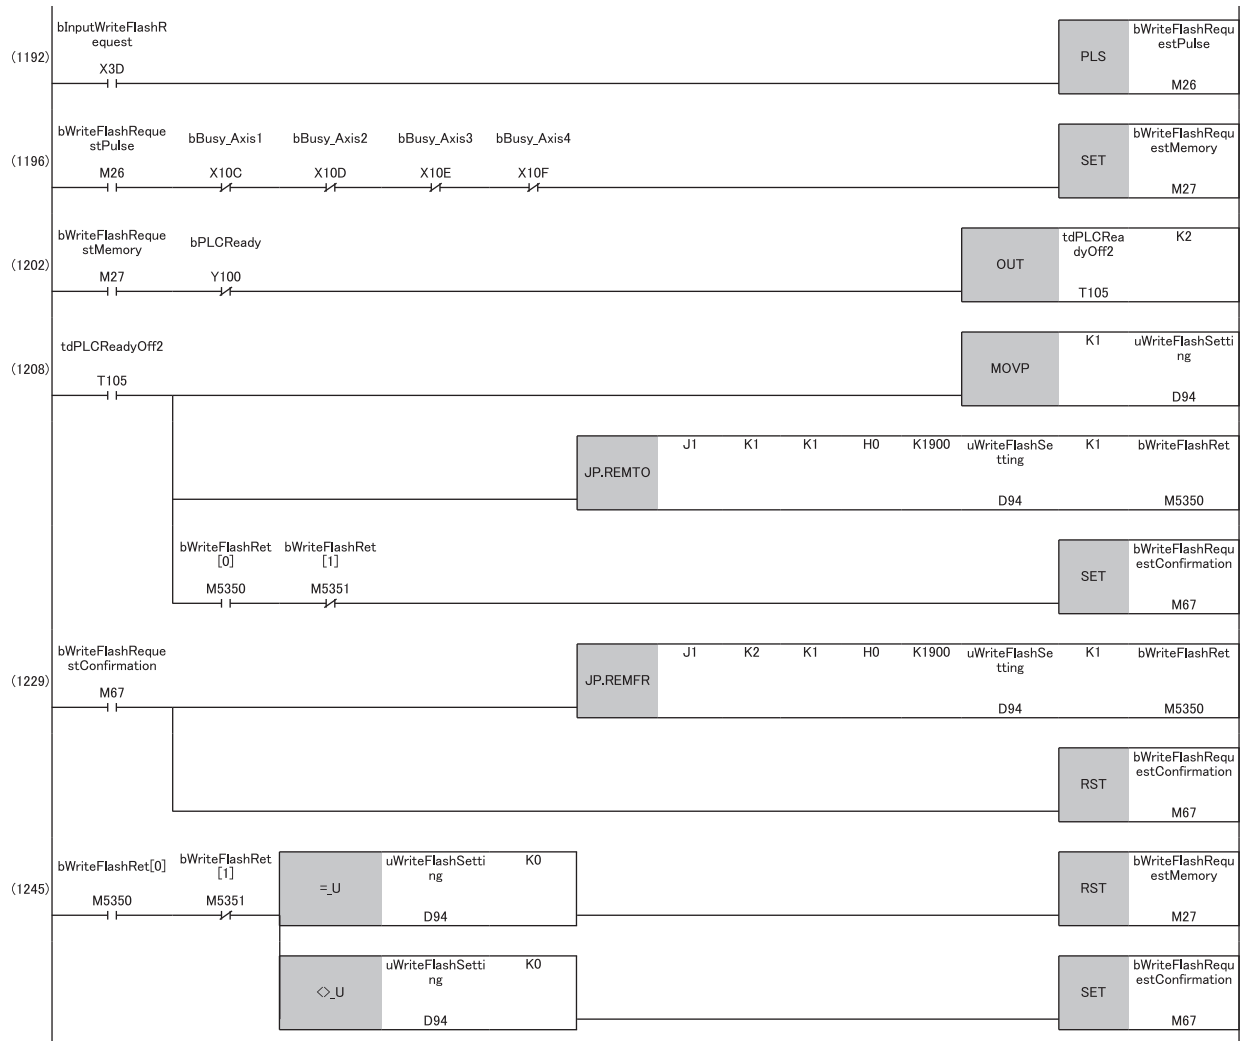 bInputWriteFlashR
equest
(1192)
X3D
PLS
bWriteFlashRequ
estPulse
M26
bWriteFlashReque
stPulse
bBusy_Axis1
bBusy_Axis2
bBusy_Axis3
bBusy_Axis4
(1196)
M26
X10C
X10D
X10E
X10F
SET
bWriteFlashRequ
estMemory
M27
bWriteFlashReque
stMemory
bPLCReady
(1202)
M27
Y100
OUT
tdPLCRea
dyOff2
K2
T105
tdPLCReadyOff2
(1208)
T105
MOVP
K1
uWriteFlashSetti
ng
D94
JP.REMTO
J1
K1
K1
H0
K1900
uWriteFlashSe
tting
K1
bWriteFlashRet
D94
M5350
bWriteFlashRet
[0]
bWriteFlashRet
[1]
M5350
M5351
SET
bWriteFlashRequ
estConfirmation
M67
bWriteFlashReque
stConfirmation
(1229)
M67
JP.REMFR
J1
K2
K1
H0
K1900
uWriteFlashSe
tting
K1
bWriteFlashRet
D94
M5350
RST
bWriteFlashRequ
estConfirmation
M67
bWriteFlashRet[0]
bWriteFlashRet
[1]
(1245)
M5350
M5351
=_U
uWriteFlashSetti
ng
K0
D94
RST
bWriteFlashRequ
estMemory
M27
<>_U
uWriteFlashSetti
ng
K0
D94
SET
bWriteFlashRequ
estConfirmation
M67